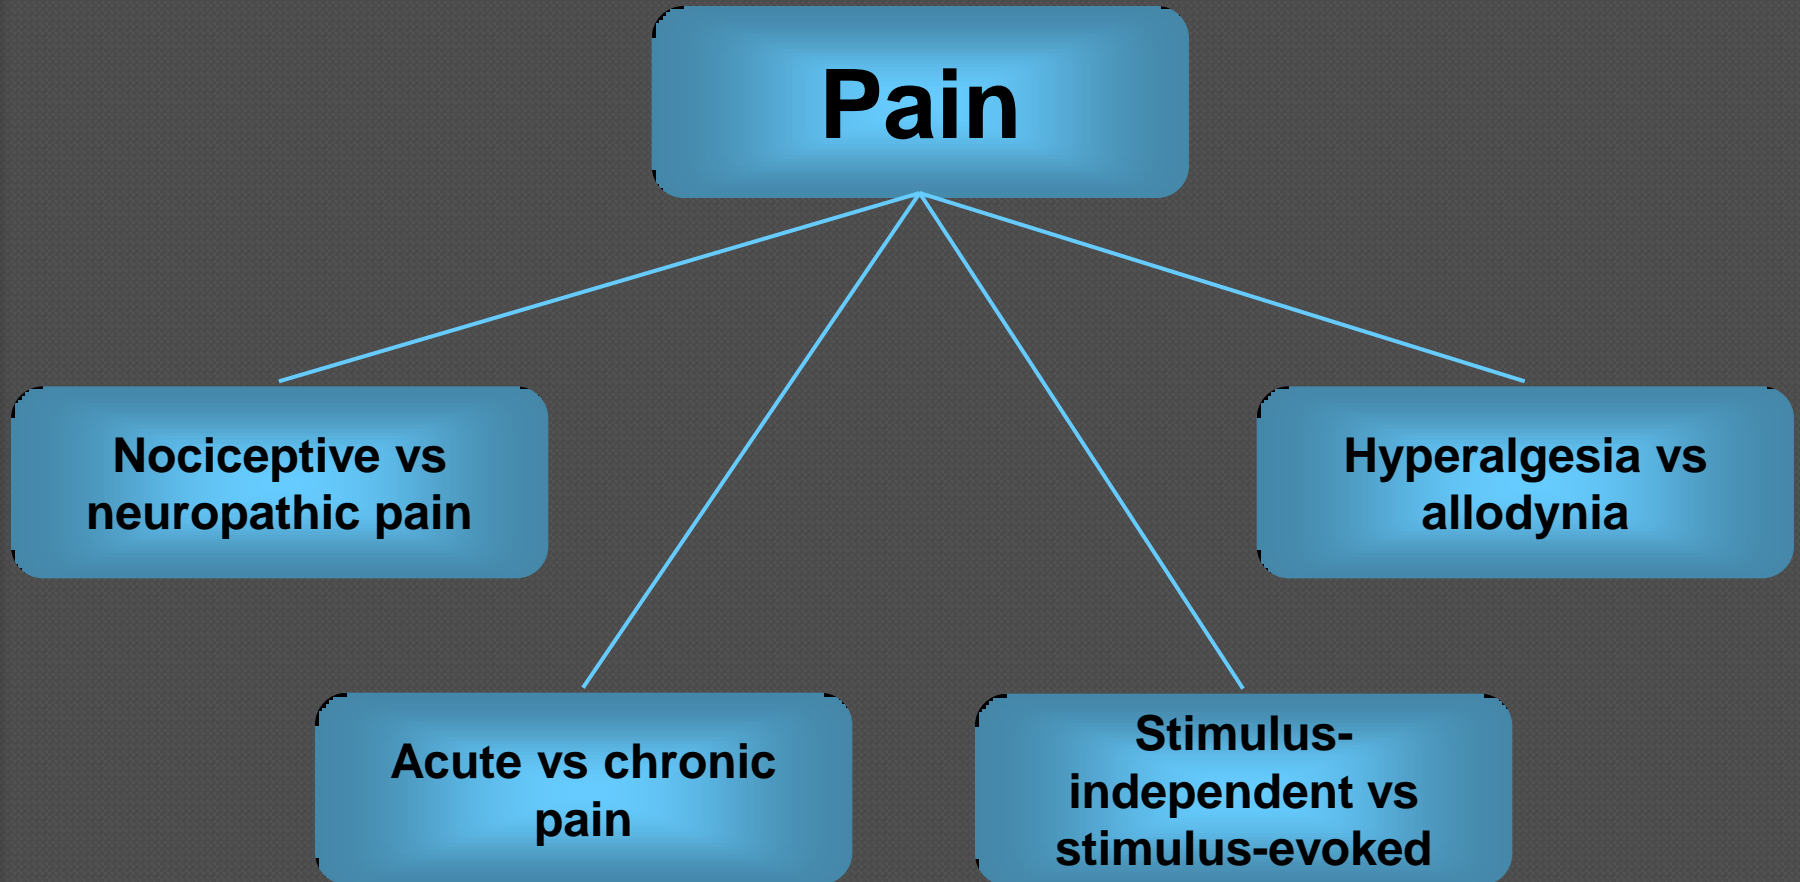 Pain
Nociceptive vs
neuropathic pain
Hyperalgesia vs
allodynia
Acute vs chronic
pain
Stimulus-
independent vs
stimulus-evoked